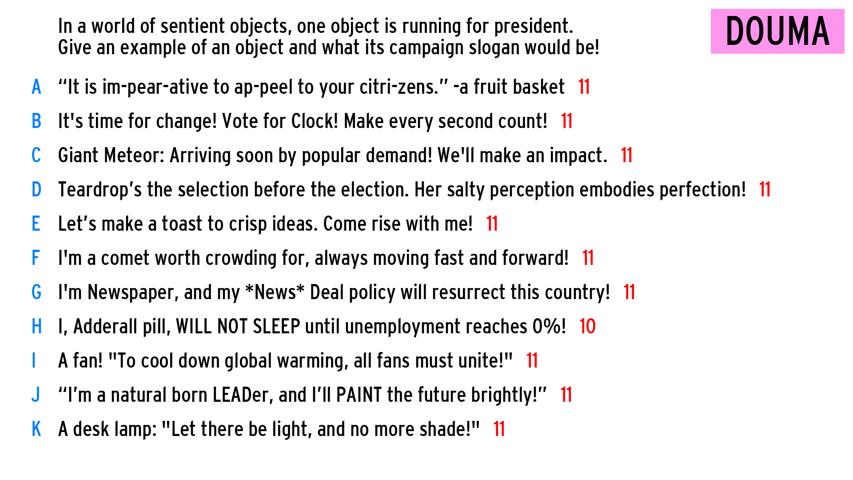 In a world of sentient objects, one object is running for president.
Give an example of an object and what its campaign slogan would be!
DOUMA
A “It is im-pear-ative to ap-peel to your citri-zens.” -a fruit basket 11
B It's time for change! Vote for Clock! Make every second count! 11
C Giant Meteor: Arriving soon by popular demand! We'll make an impact. 11
D Teardrop’s the selection before the election. Her salty perception embodies perfection! 11
E Let’s make a toast to crisp ideas. Come rise with me! 11
F I'm a comet worth crowding for, always moving fast and forward! 11
G I'm Newspaper, and my *News* Deal policy will resurrect this country! 11
H I, Adderall pill, WILL NOT SLEEP until unemployment reaches 0%! 10
I A fan! "To cool down global warming, all fans must unite!" 11
J “I’m a natural born LEADer, and I’ll PAINT the future brightly!” 11
K A desk lamp: "Let there be light, and no more shade!" 11